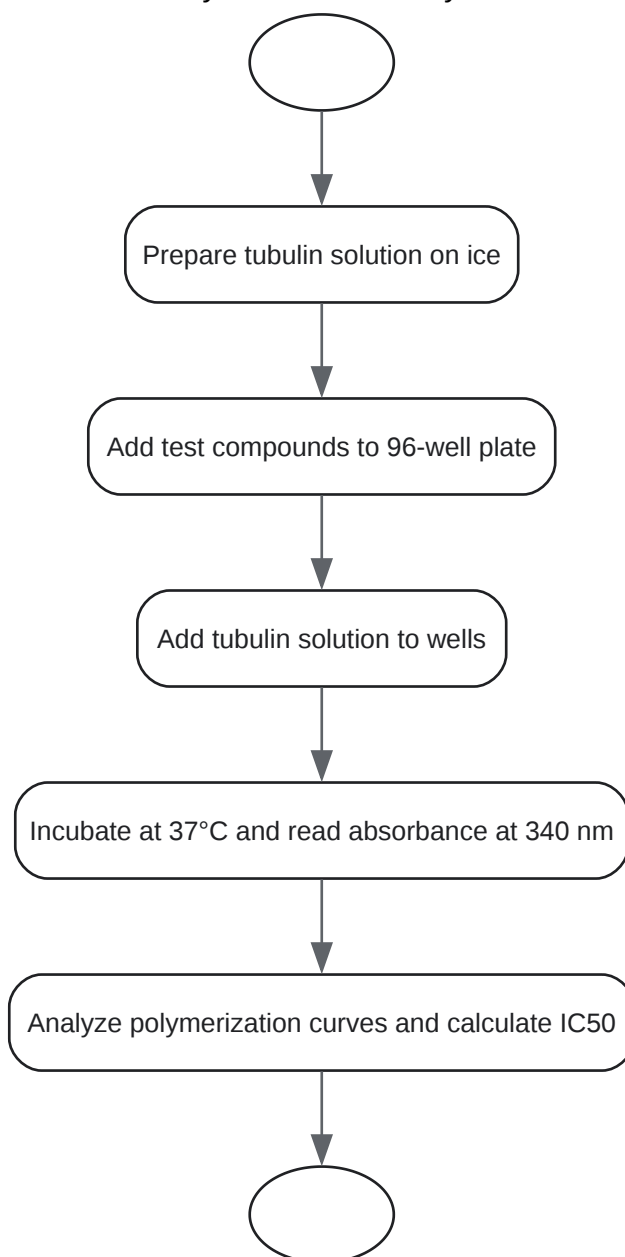 Prepare tubulin solution on ice
Add test compounds to 96-well plate
Add tubulin solution to wells
Incubate at 37°C and read absorbance at 340 nm
Analyze polymerization curves and calculate IC50